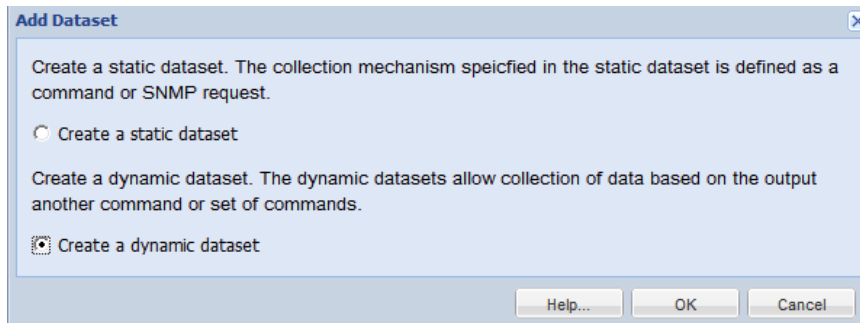 Add Dataset
Create a static dataset. The collection mechanism speicfied in the static dataset is defined as a
command or SNMP request.
Create a static dataset
Create a dynamic dataset. The dynamic datasets allow collection of data based on the output
another command or set of commands.
Create a dynamic dataset
Help...
OK
Cancel